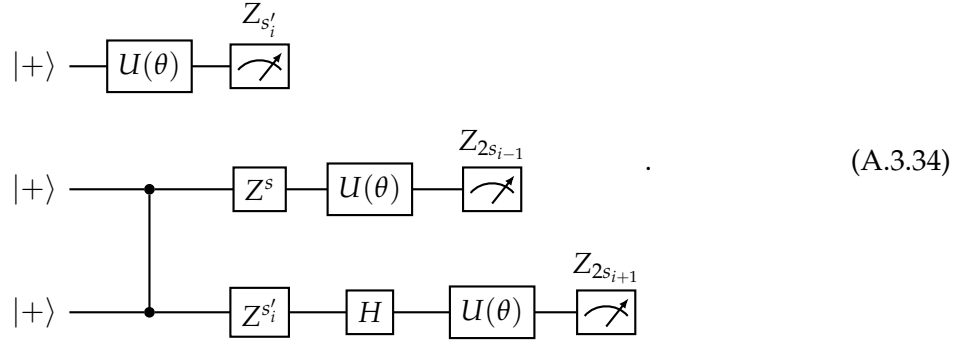 Z_{s'_i}
|+⟩ U(θ)
Z_{2s_{i-1}}
|+⟩ Z^s U(θ) . (A.3.34)
Z_{2s_{i+1}}
|+⟩ Z^{s'_i} H U(θ)